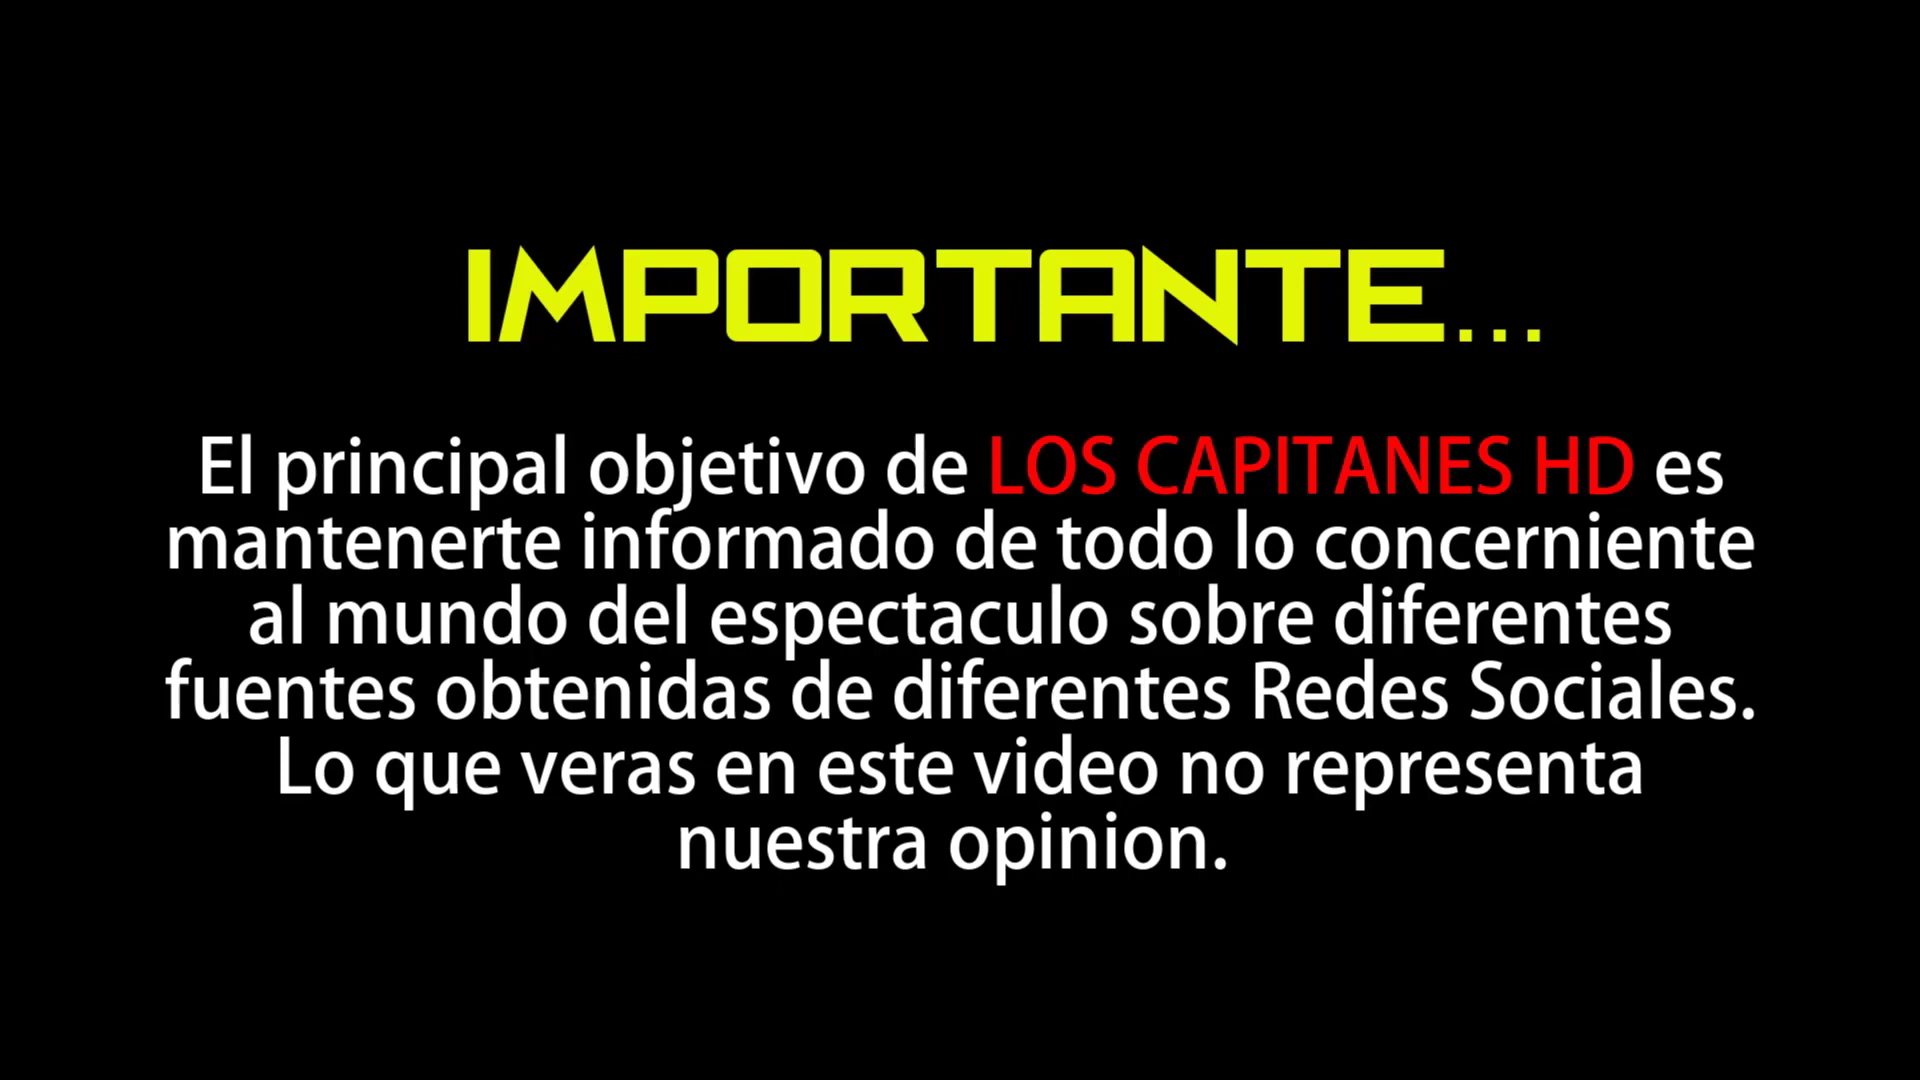 IMPORTANTE...
El principal objetivo de LOS CAPITANES HD es
mantenerte informado de todo lo concerniente
al mundo del espectaculo sobre diferentes
fuentes obtenidas de diferentes Redes Sociales.
Lo que veras en este video no representa
nuestra opinion.